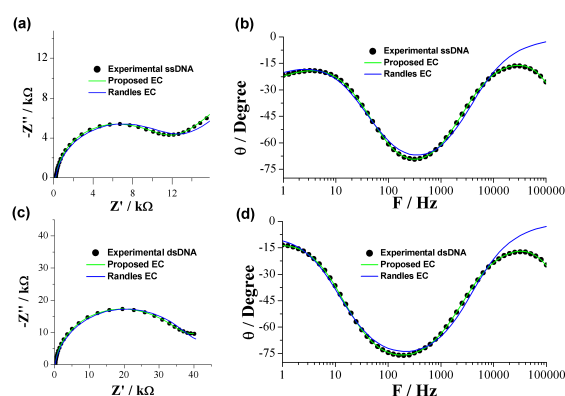 (a)
-Z'' / kΩ
12
8
4
0
Experimental ssDNA
Proposed EC
Randles EC
0 4 8 12
Z' / kΩ
(b)
θ / Degree
0
-15
-30
-45
-60
-75
Experimental ssDNA
Proposed EC
Randles EC
1 10 100 1000 10000 100000
F / Hz
(c)
-Z'' / kΩ
40
30
20
10
0
Experimental dsDNA
Proposed EC
Randles EC
0 10 20 30 40 50
Z' / kΩ
(d)
θ / Degree
0
-15
-30
-45
-60
-75
Experimental dsDNA
Proposed EC
Randles EC
1 10 100 1000 10000 100000
F / Hz